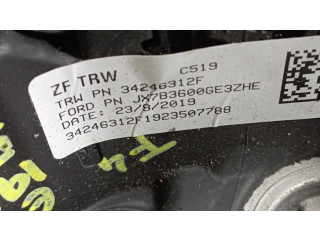 ZF TRW C519
TRW PN: 34246312F
FORD PN JX7B3600GE3ZHE
DATE: 23/8/2019
34246312F1923507788